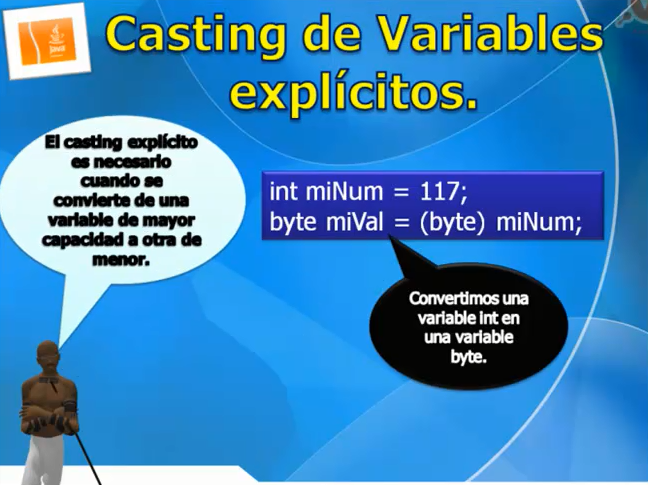 Casting de Variables
explícitos.
El casting explícito
es necesario
cuando se
convierte de una
variable de mayor
capacidad a otra de
menor.
int miNum = 117;
byte miVal = (byte) miNum;
Convertimos una
variable int en
una variable
byte.